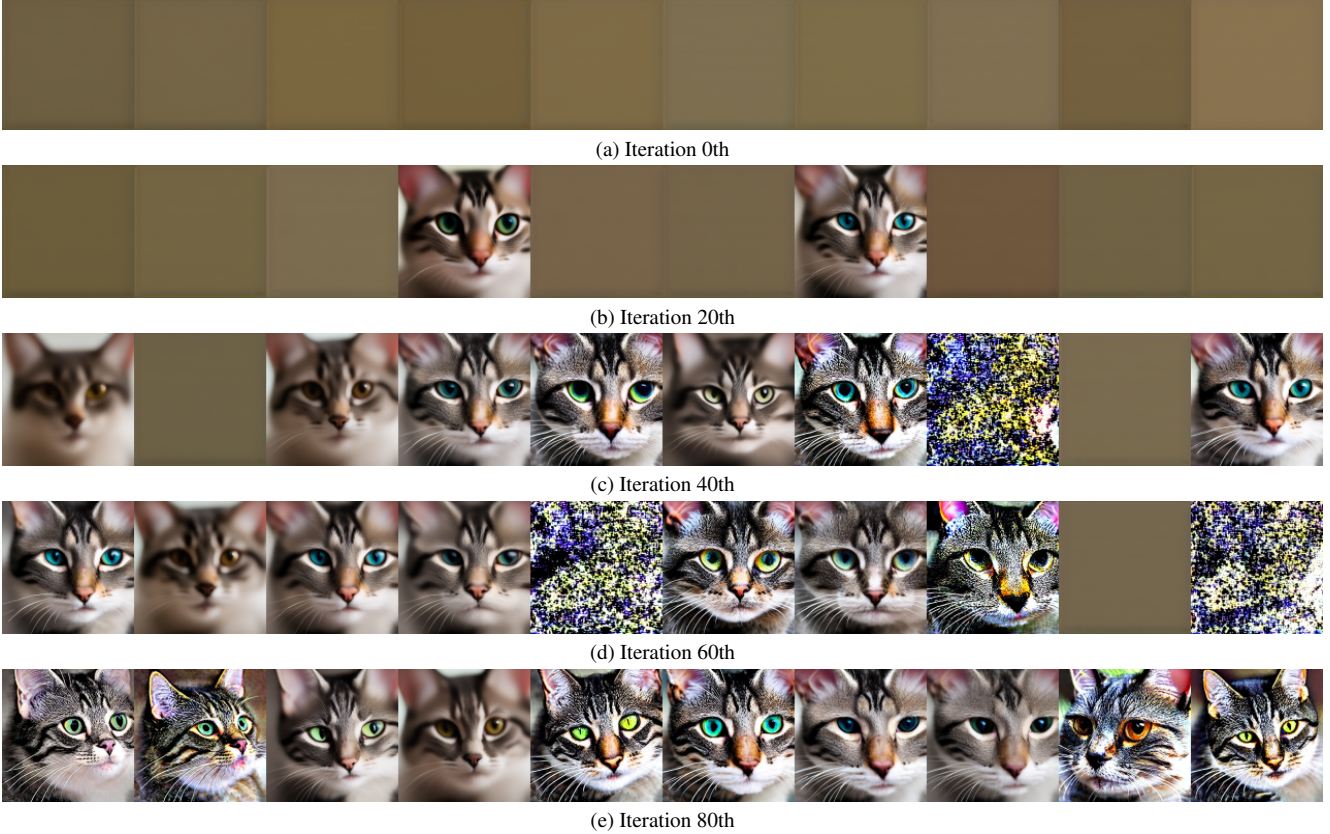 (a) Iteration 0th
(b) Iteration 20th
(c) Iteration 40th
(d) Iteration 60th
(e) Iteration 80th